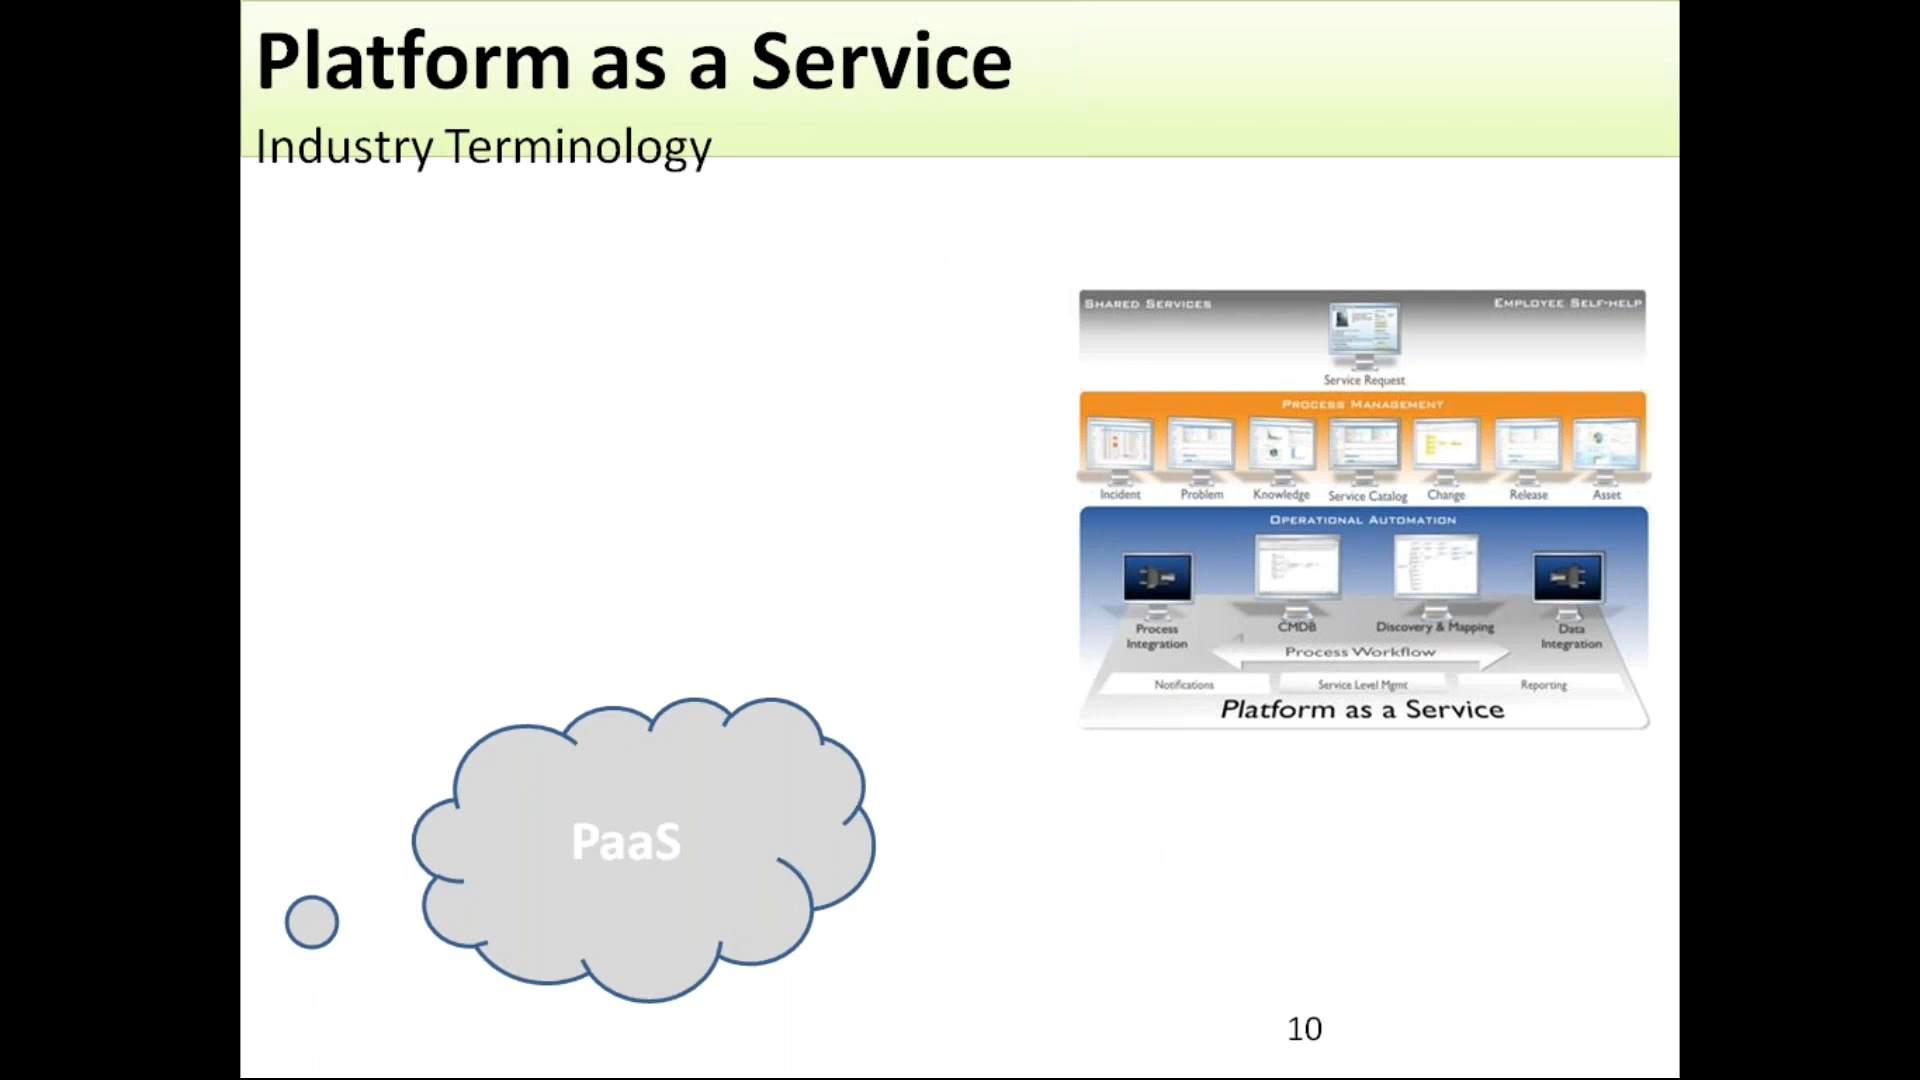 Platform as a Service
Industry Terminology
SHARED SERVICES
EMPLOYEE SELF-HELP
Service Request
PROCESS MANAGEMENT
Incident Problem Knowledge Service Catalog Change Release Asset
OPERATIONAL AUTOMATION
Process Integration
CMDB
Discovery & Mapping
Data Integration
Process Workflow
Notifications Service Level Mgmt Reporting
Platform as a Service
PaaS
10